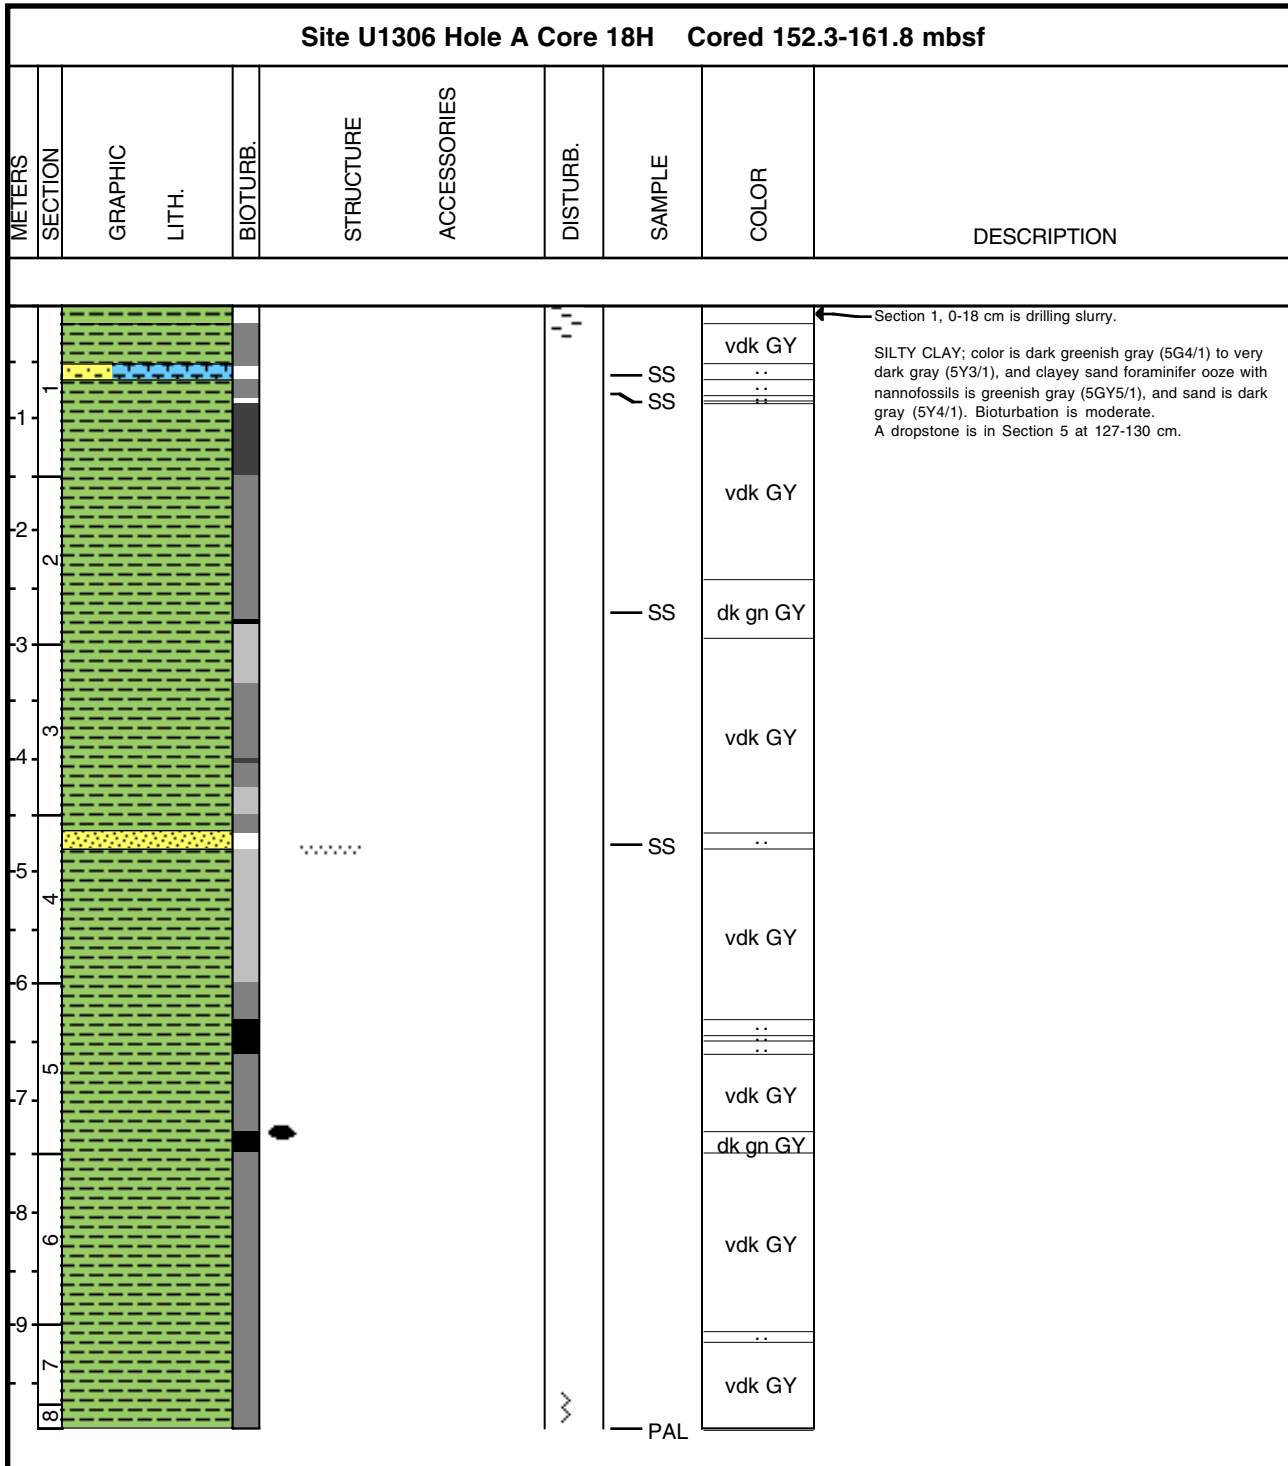 Site U1306 Hole A Core 18H Cored 152.3-161.8 mbsf
METERS
SECTION
GRAPHIC
LITH.
BIOTURB.
STRUCTURE
ACCESSORIES
DISTURB.
SAMPLE
COLOR
DESCRIPTION
Section 1, 0-18 cm is drilling slurry.
SILTY CLAY; color is dark greenish gray (5G4/1) to very
dark gray (5Y3/1), and clayey sand foraminifer ooze with
nannofossils is greenish gray (5GY5/1), and sand is dark
gray (5Y4/1). Bioturbation is moderate.
A dropstone is in Section 5 at 127-130 cm.
vdk GY
SS
1
SS
1
vdk GY
2
2
SS
dk gn GY
3
3
vdk GY
4
SS
5
4
vdk GY
6
5
7
vdk GY
dk gn GY
8
6
vdk GY
9
7
vdk GY
8
PAL